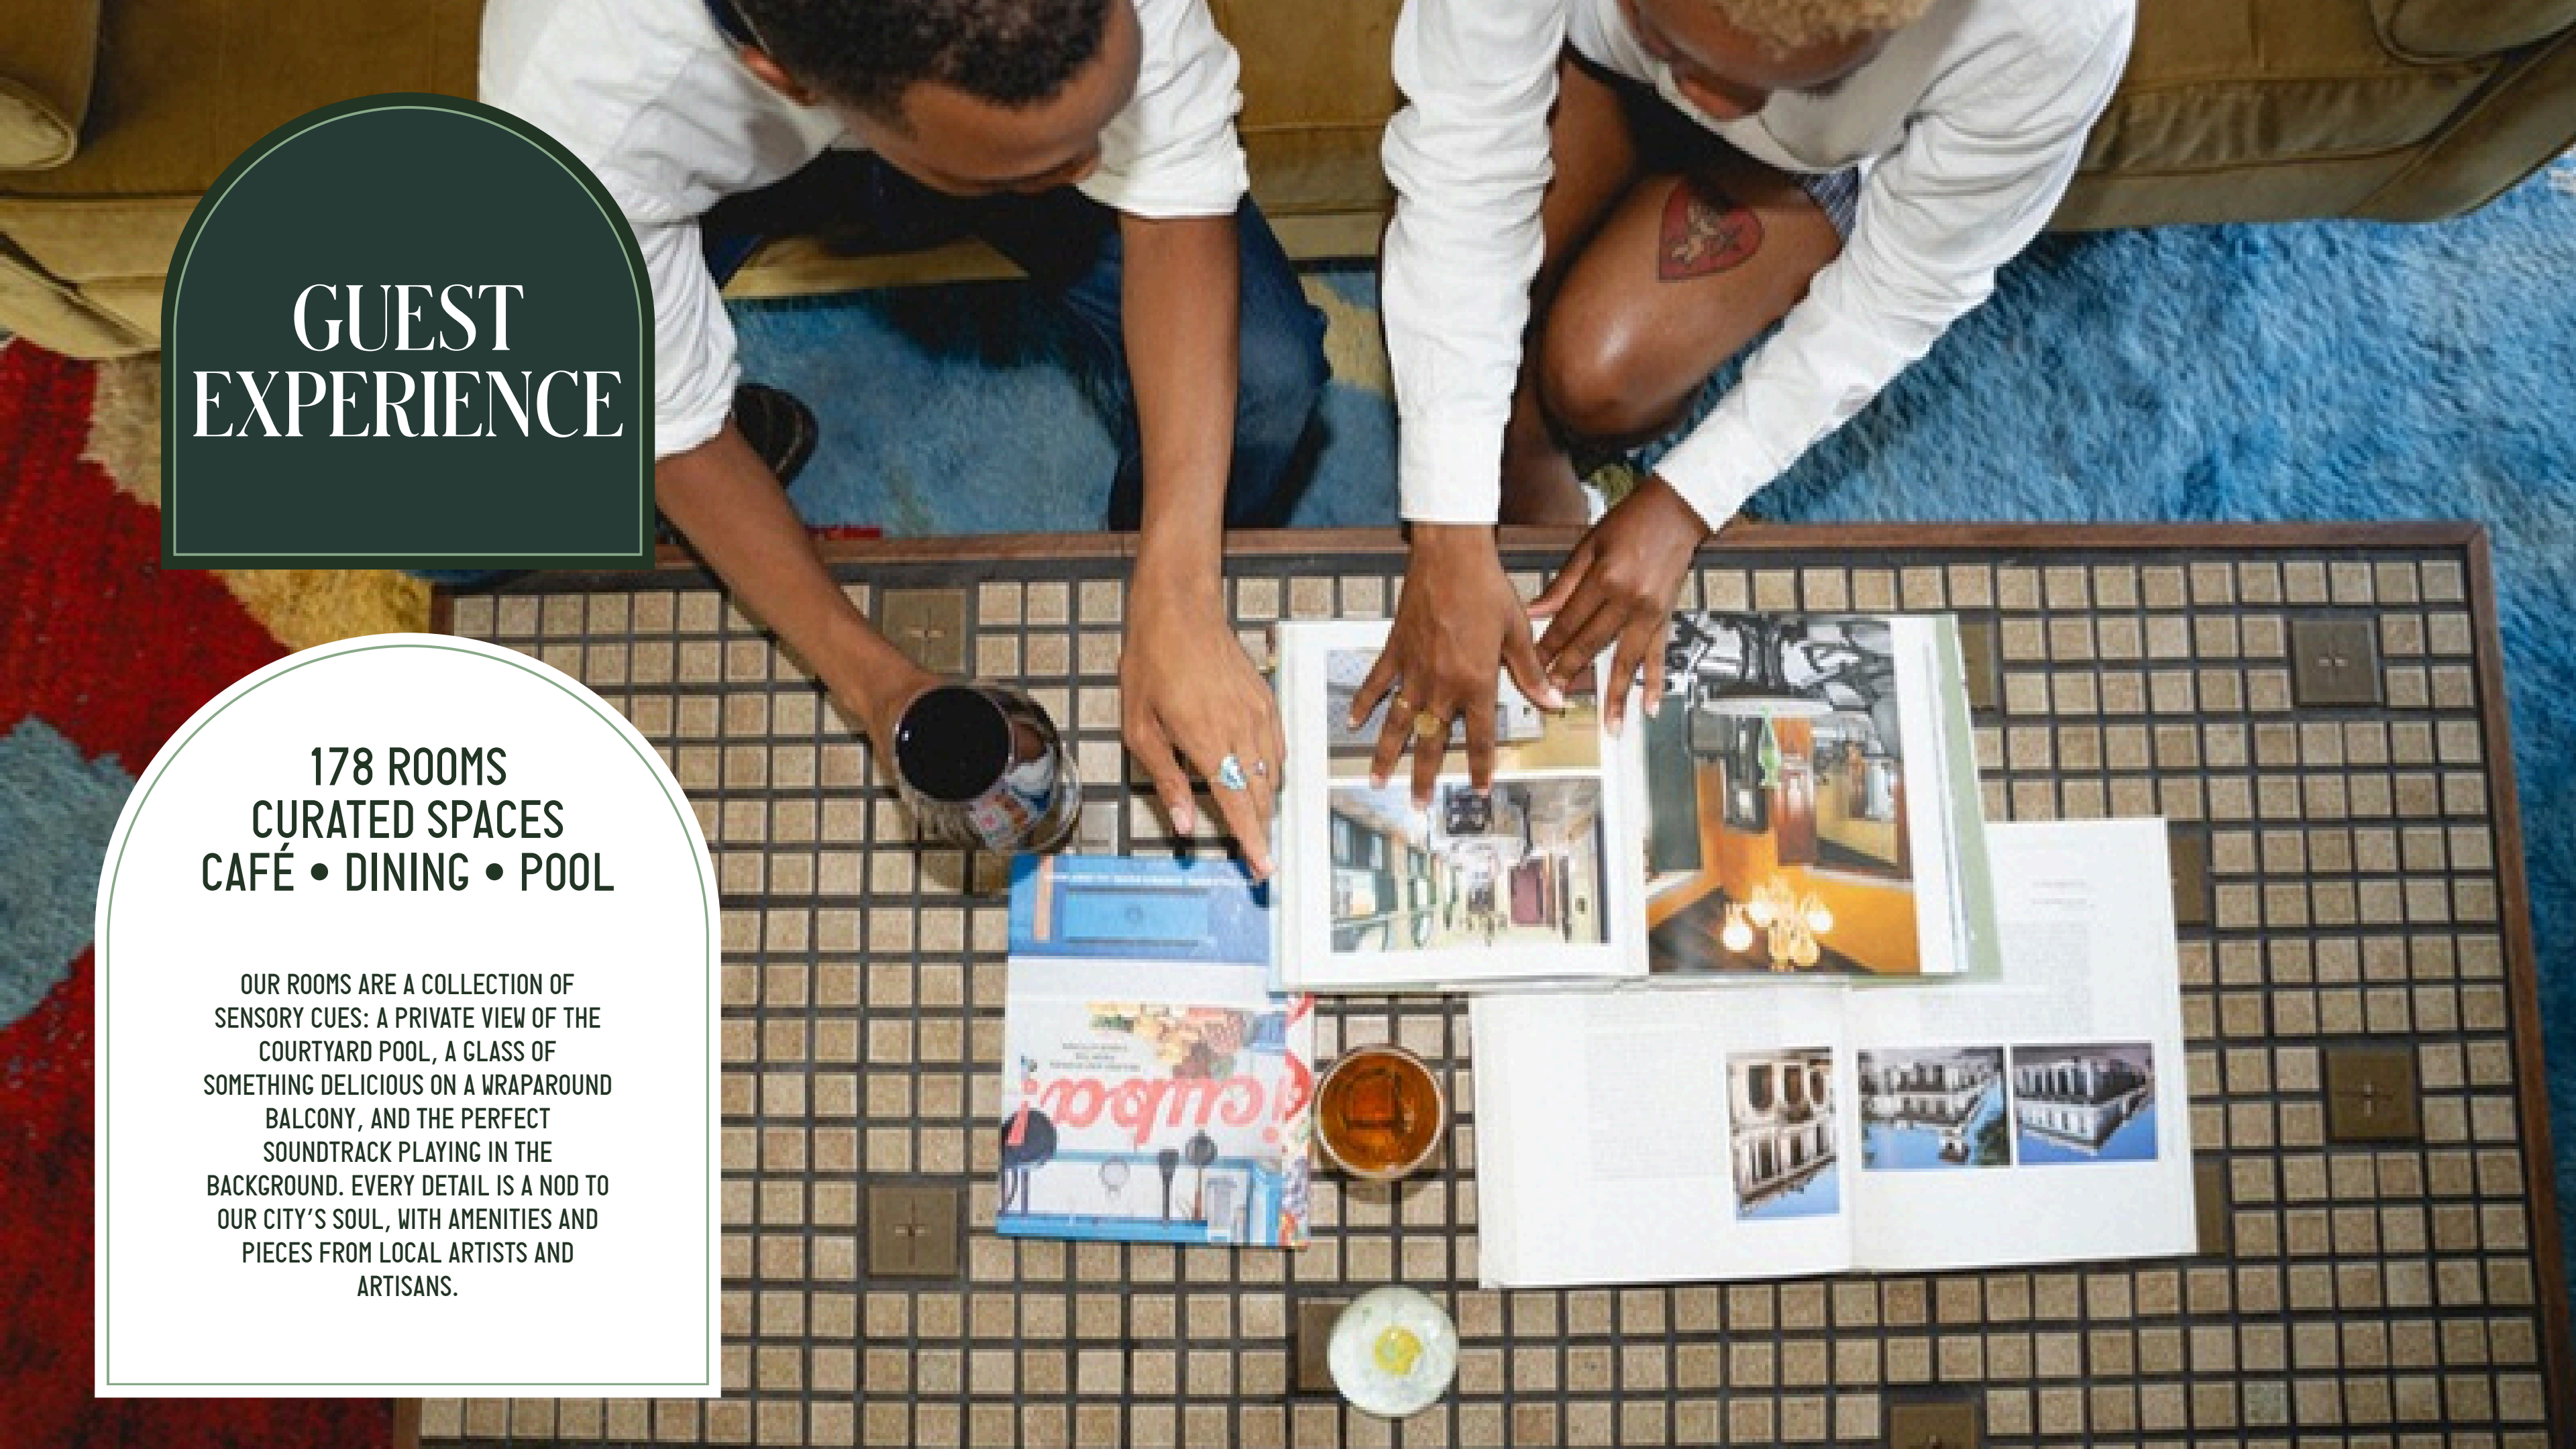 GUEST
EXPERIENCE
178 ROOMS
CURATED SPACES
CAFÉ • DINING • POOL
OUR ROOMS ARE A COLLECTION OF
SENSORY CUES: A PRIVATE VIEW OF THE
COURTYARD POOL, A GLASS OF
SOMETHING DELICIOUS ON A WRAPAROUND
BALCONY, AND THE PERFECT
SOUNDTRACK PLAYING IN THE
BACKGROUND. EVERY DETAIL IS A NOD TO
OUR CITY’S SOUL, WITH AMENITIES AND
PIECES FROM LOCAL ARTISTS AND
ARTISANS.
¡cuba!